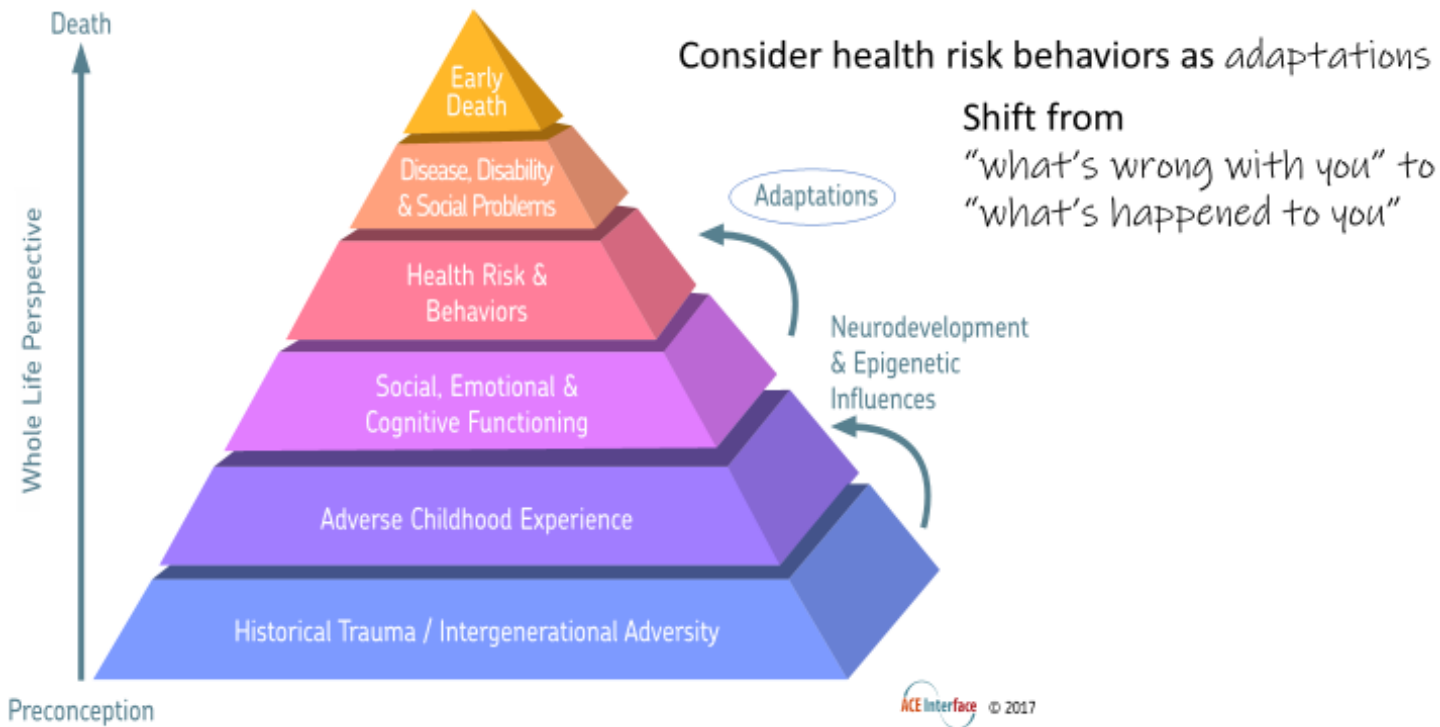 Death
Consider health risk behaviors as adaptations
Shift from
“what’s wrong with you” to
“what’s happened to you”
Early
Death
Disease, Disability
& Social Problems
Adaptations
Health Risk &
Behaviors
Neurodevelopment
& Epigenetic
Influences
Social, Emotional &
Cognitive Functioning
Adverse Childhood Experience
Historical Trauma / Intergenerational Adversity
Whole Life Perspective
Preconception
ACE Interface © 2017